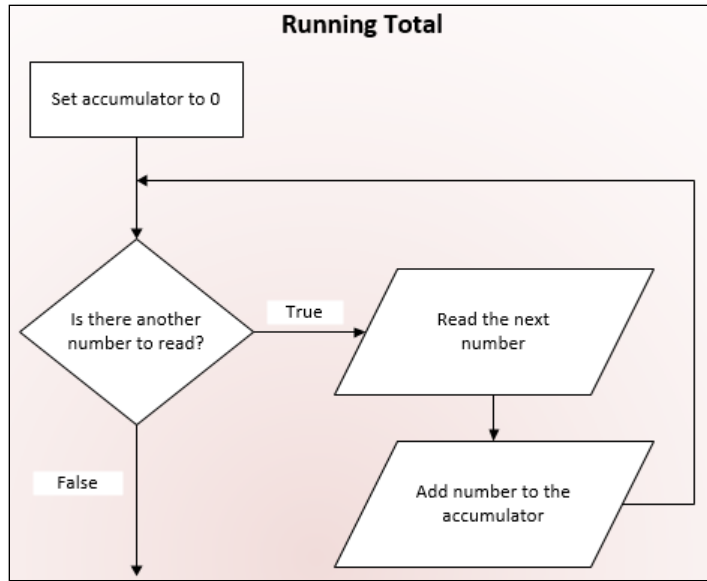 Running Total
Set accumulator to 0
Is there another
number to read?
True
Read the next
number
False
Add number to the
accumulator